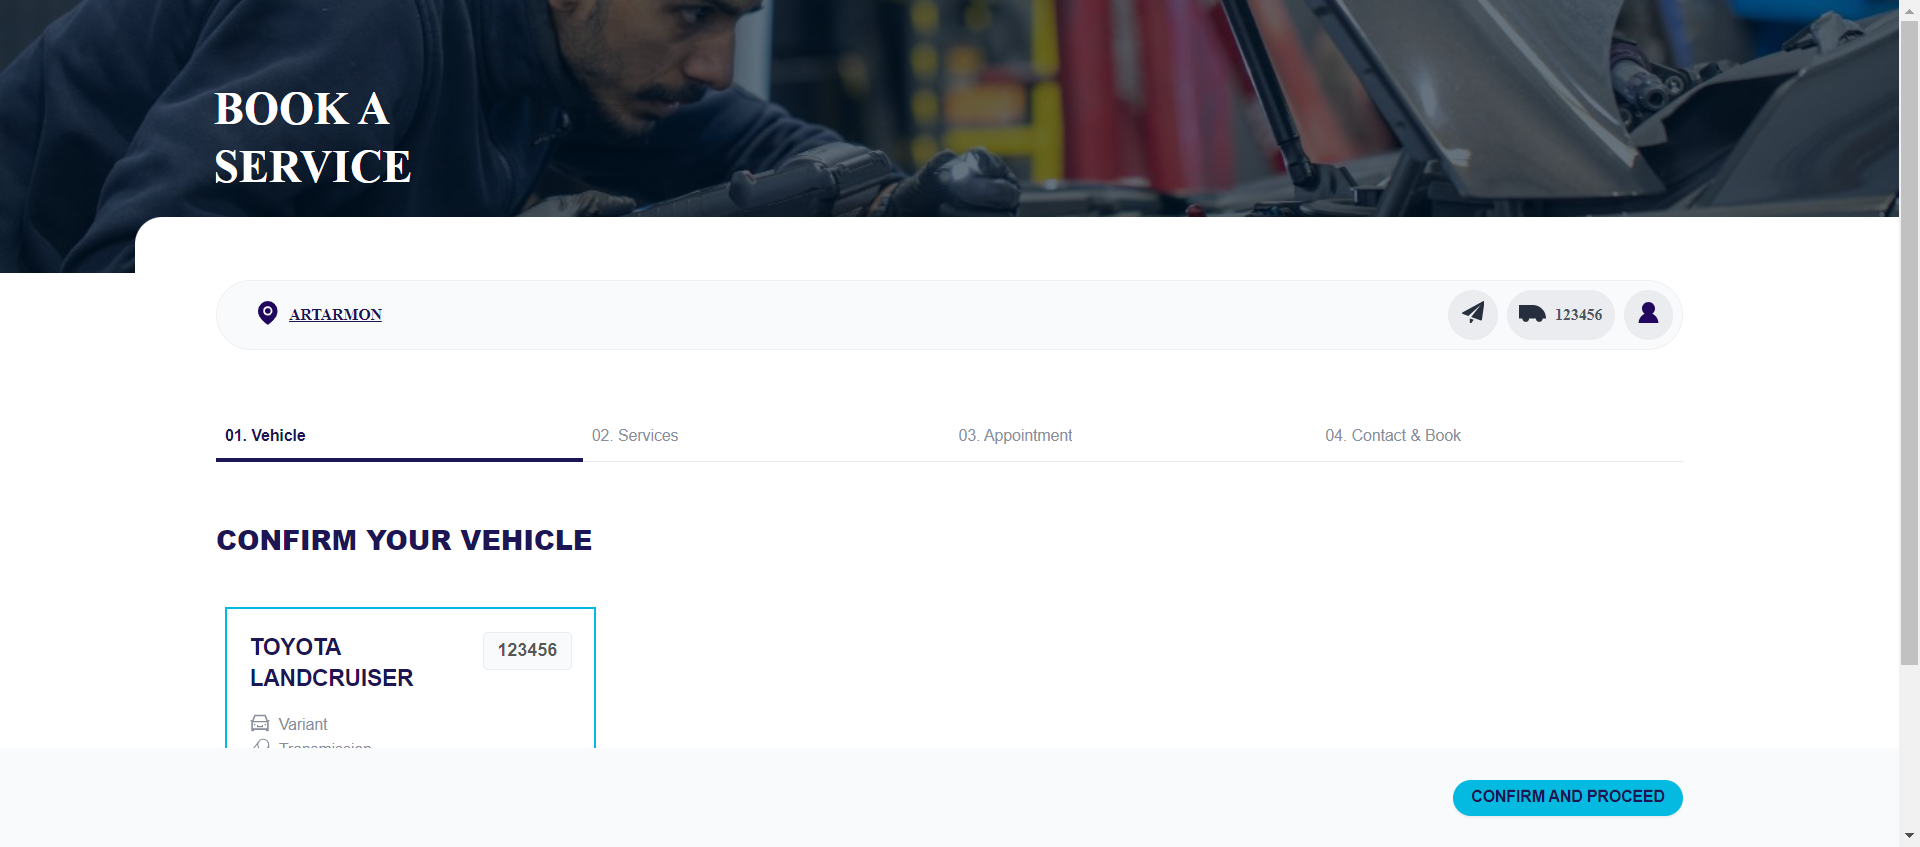 BOOK A
SERVICE
ARTARMON
123456
01. Vehicle
02. Services
03. Appointment
04. Contact & Book
CONFIRM YOUR VEHICLE
TOYOTA
LANDCRUISER
123456
Variant
Transmission
CONFIRM AND PROCEED